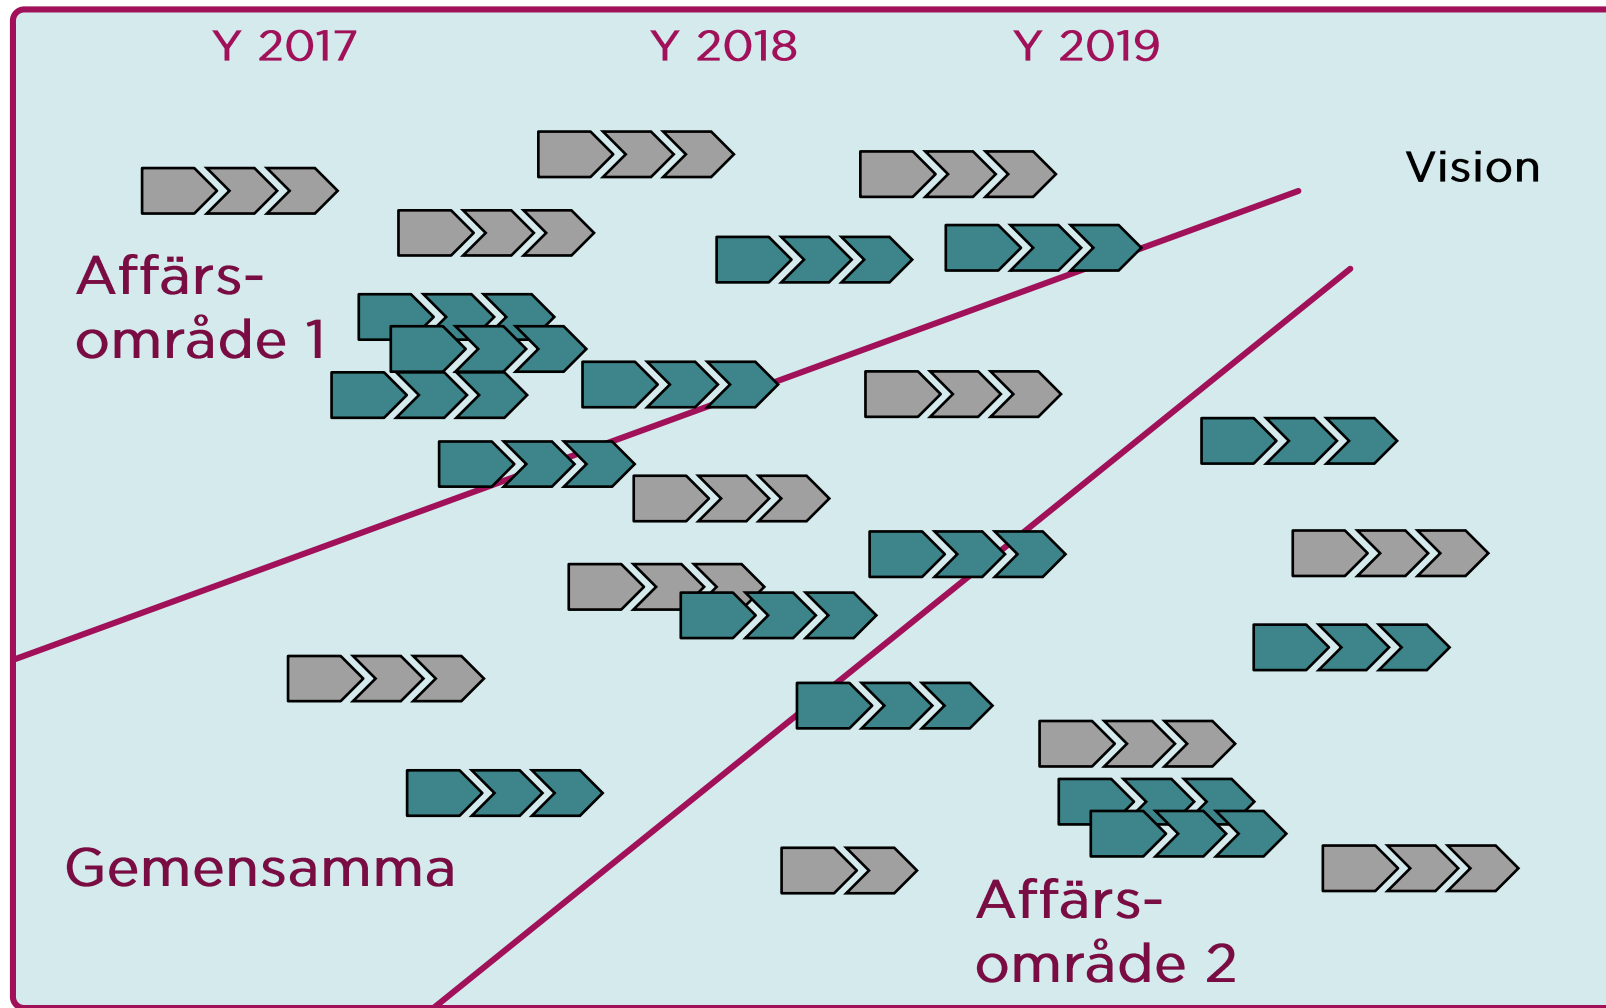 Y 2017
Y 2018
Y 2019
Vision
Affärs-
område 1
Gemensamma
Affärs-
område 2